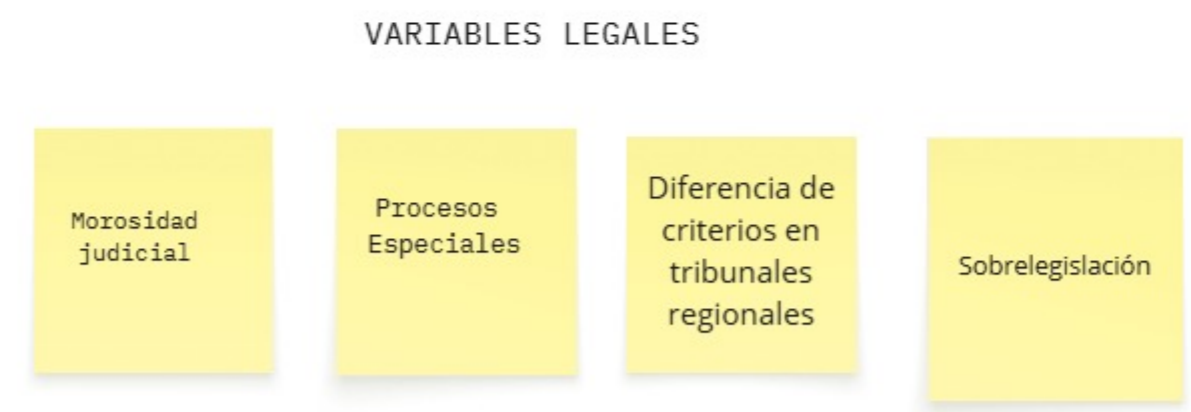 VARIABLES LEGALES
Morosidad
judicial
Procesos
Especiales
Diferencia de
criterios en
tribunales
regionales
Sobrelegislación